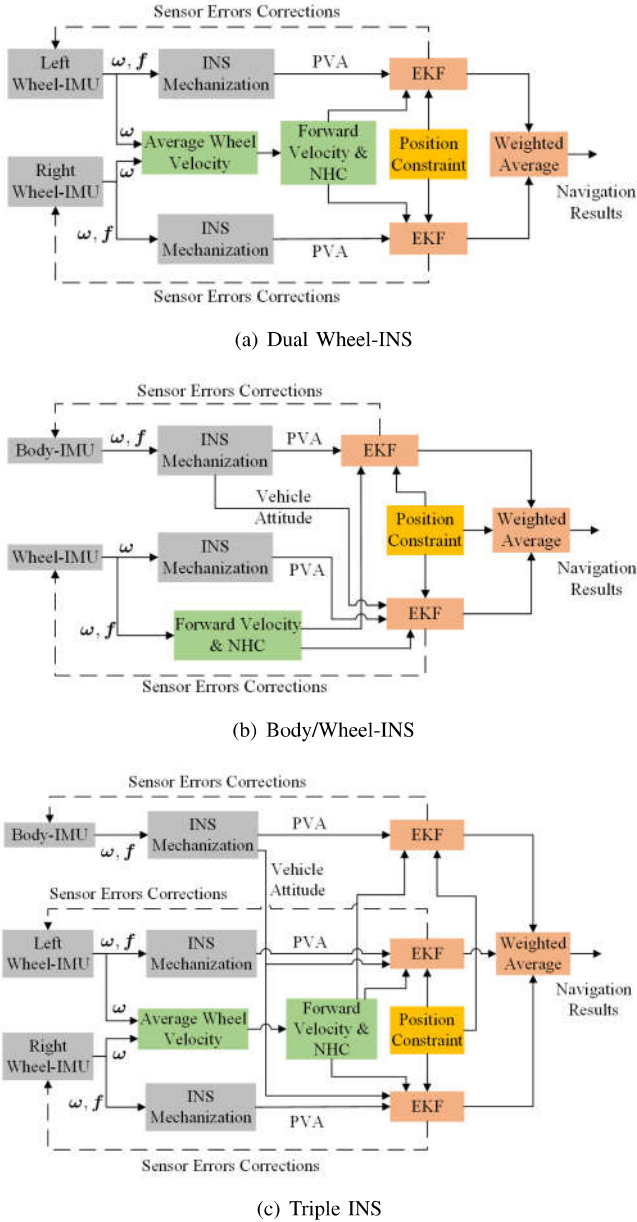 Sensor Errors Corrections
Left
Wheel-IMU
ω, f
INS
Mechanization
PVA
EKF
ω
Average Wheel
Velocity
Forward
Velocity &
NHC
Position
Constraint
Weighted
Average
Navigation
Results
Right
Wheel-IMU
ω
ω, f
INS
Mechanization
PVA
EKF
Sensor Errors Corrections
(a) Dual Wheel-INS
Sensor Errors Corrections
Body-IMU
ω, f
INS
Mechanization
PVA
EKF
Vehicle
Attitude
Position
Constraint
Weighted
Average
Navigation
Results
Wheel-IMU
ω
INS
Mechanization
PVA
EKF
ω, f
Forward Velocity
& NHC
Sensor Errors Corrections
(b) Body/Wheel-INS
Sensor Errors Corrections
Body-IMU
ω, f
INS
Mechanization
PVA
EKF
Vehicle
Attitude
Sensor Errors Corrections
Left
Wheel-IMU
ω, f
INS
Mechanization
PVA
EKF
Weighted
Average
Navigation
Results
ω
Average Wheel
Velocity
Forward
Velocity &
NHC
Position
Constraint
Right
Wheel-IMU
ω
ω, f
INS
Mechanization
PVA
EKF
Sensor Errors Corrections
(c) Triple INS